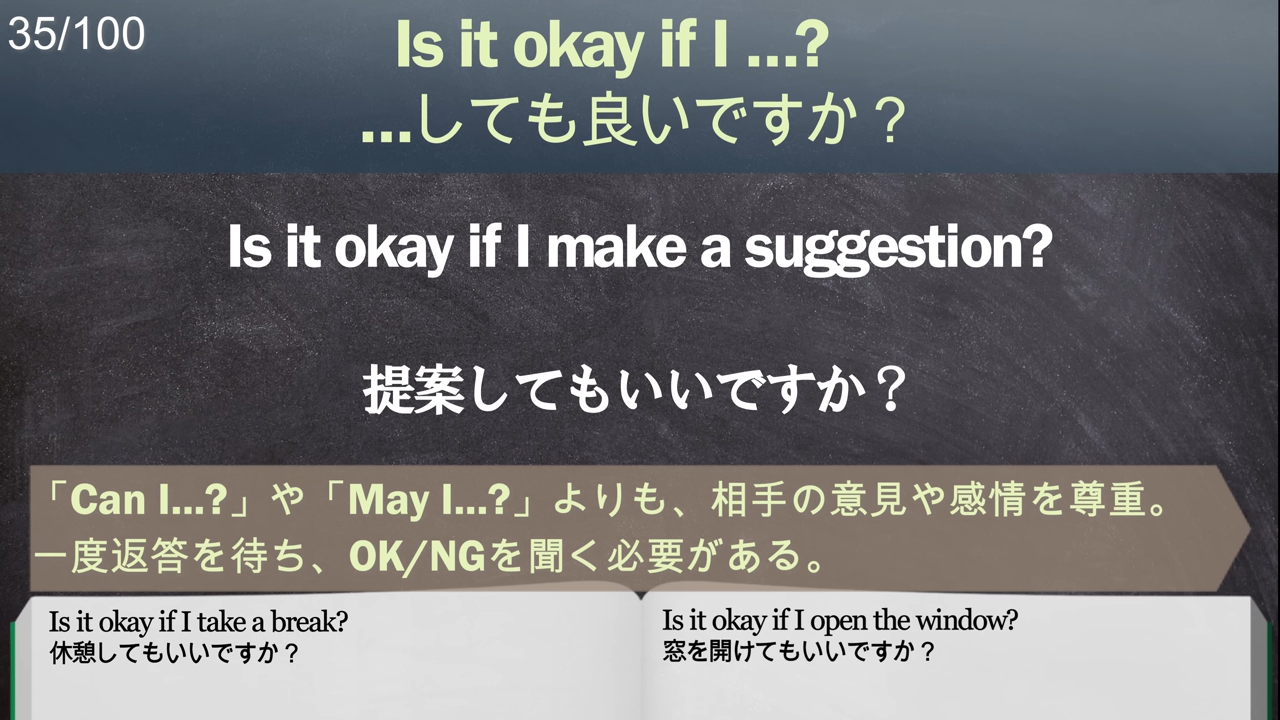 35/100
Is it okay if I ...?
...しても良いですか？
Is it okay if I make a suggestion?
提案してもいいですか？
「Can I...?」や「May I...?」よりも、相手の意見や感情を尊重。
一度返答を待ち、OK/NGを聞く必要がある。
Is it okay if I take a break?
休憩してもいいですか？
Is it okay if I open the window?
窓を開けてもいいですか？